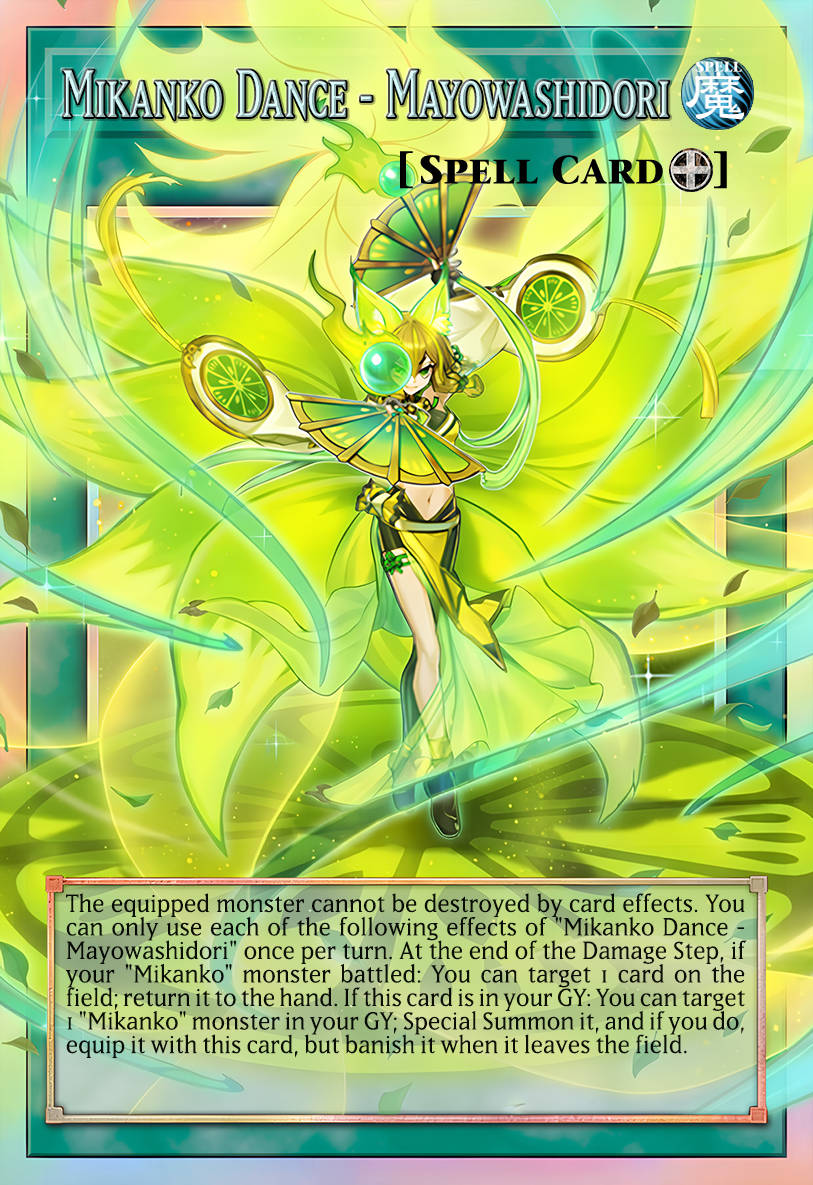 Mikanko Dance - Mayowashidori
SPELL
魔
[Spell Card]
The equipped monster cannot be destroyed by card effects. You
can only use each of the following effects of "Mikanko Dance -
Mayowashidori" once per turn. At the end of the Damage Step, if
your "Mikanko" monster battled: You can target 1 card on the
field; return it to the hand. If this card is in your GY: You can target
1 "Mikanko" monster in your GY; Special Summon it, and if you do,
equip it with this card, but banish it when it leaves the field.